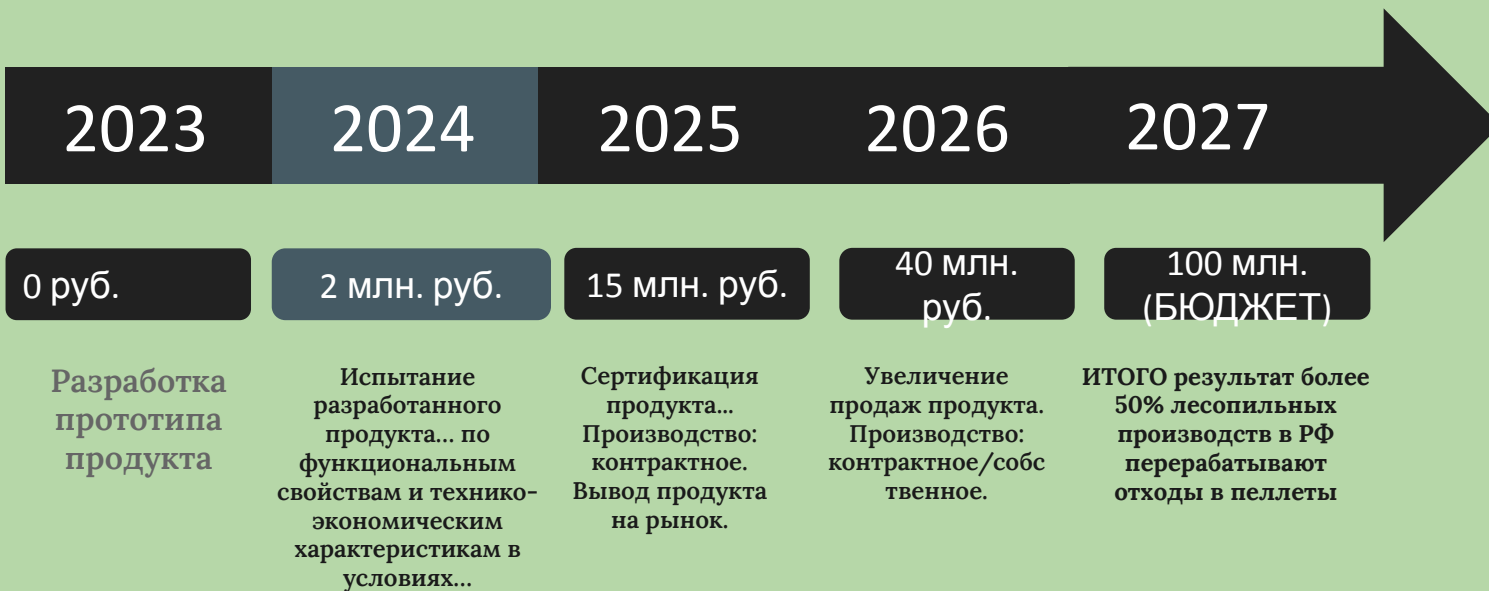 2023
2024
2025
2026
2027
0 руб.
2 млн. руб.
15 млн. руб.
40 млн.
руб.
100 млн.
(БЮДЖЕТ)
Разработка
прототипа
продукта
Испытание
разработанного
продукта... по
функциональным
свойствам и технико-
экономическим
характеристикам в
условиях...
Сертификация
продукта...
Производство:
контрактное.
Вывод продукта
на рынок.
Увеличение
продаж продукта.
Производство:
контрактное/собс
твенное.
ИТОГО результат более
50% лесопильных
производств в РФ
перерабатывают
отходы в пеллеты